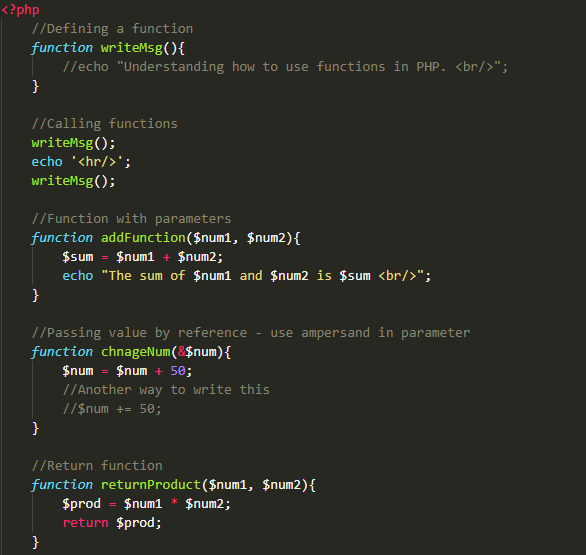 <?php
//Defining a function
function writeMsg(){
//echo "Understanding how to use functions in PHP. <br/>";
}
//Calling functions
writeMsg();
echo '<hr/>';
writeMsg();
//Function with parameters
function addFunction($num1, $num2){
$sum = $num1 + $num2;
echo "The sum of $num1 and $num2 is $sum <br/>";
}
//Passing value by reference - use ampersand in parameter
function chnageNum(&$num){
$num = $num + 50;
//Another way to write this
//$num += 50;
}
//Return function
function returnProduct($num1, $num2){
$prod = $num1 * $num2;
return $prod;
}